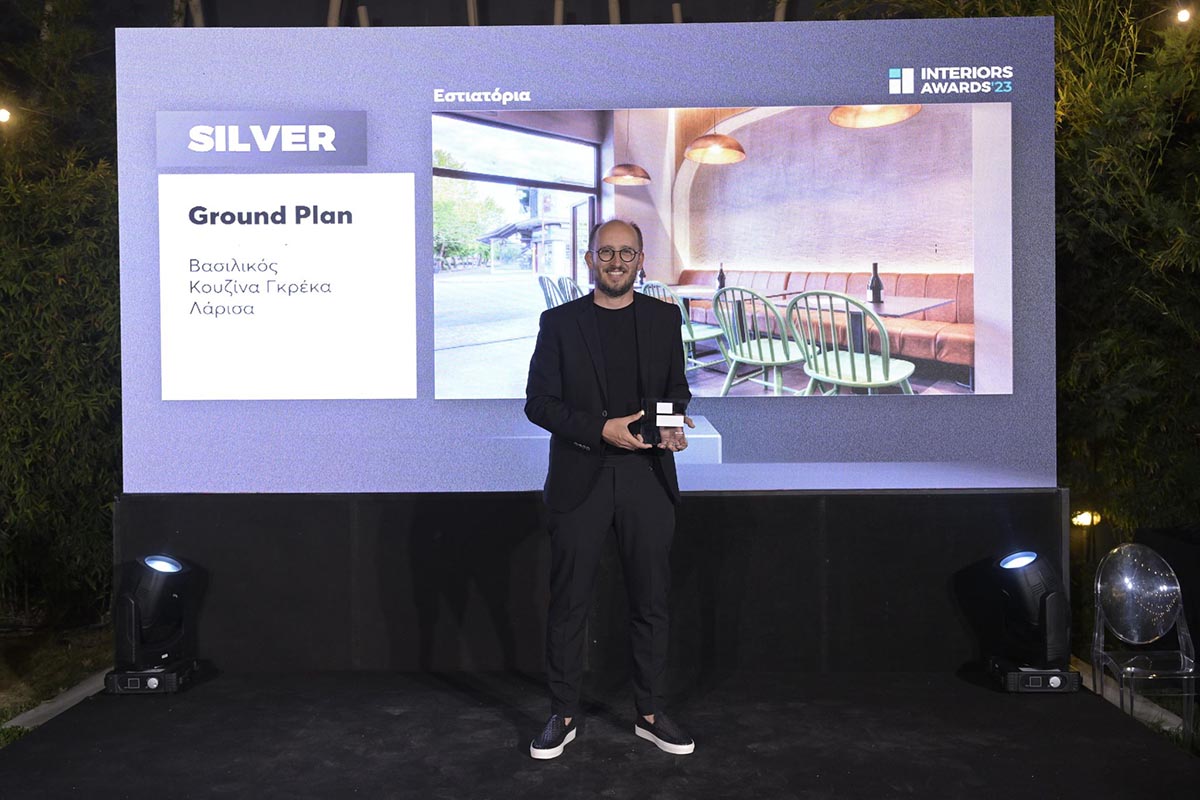 Εστιατόρια
INTERIORS
AWARDS'23
SILVER
Ground Plan
Βασιλικός
Κουζίνα Γκρέκα
Λάρισα